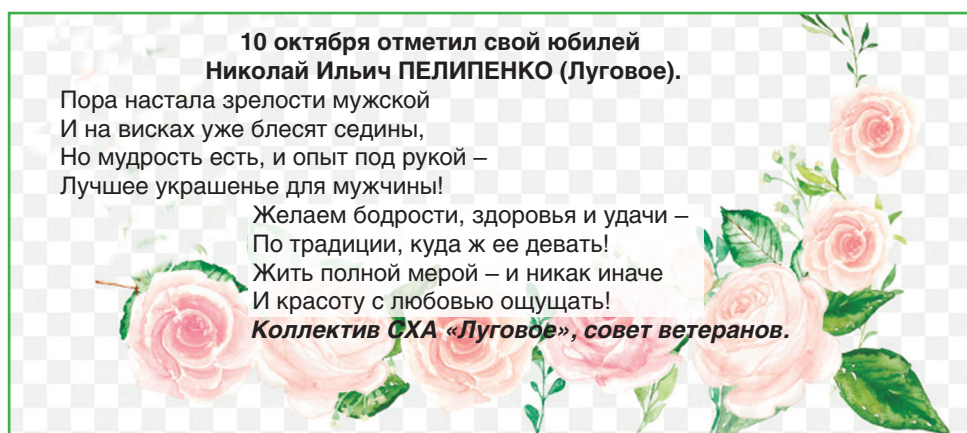 10 октября отметил свой юбилей
Николай Ильич ПЕЛИПЕНКО (Луговое).
Пора настала зрелости мужской
И на висках уже блесят седины,
Но мудрость есть, и опыт под рукой –
Лучшее украшенье для мужчины!
Желаем бодрости, здоровья и удачи –
По традиции, куда ж ее девать!
Жить полной мерой – и никак иначе
И красоту с любовью ощущать!
Коллектив СХА «Луговое», совет ветеранов.